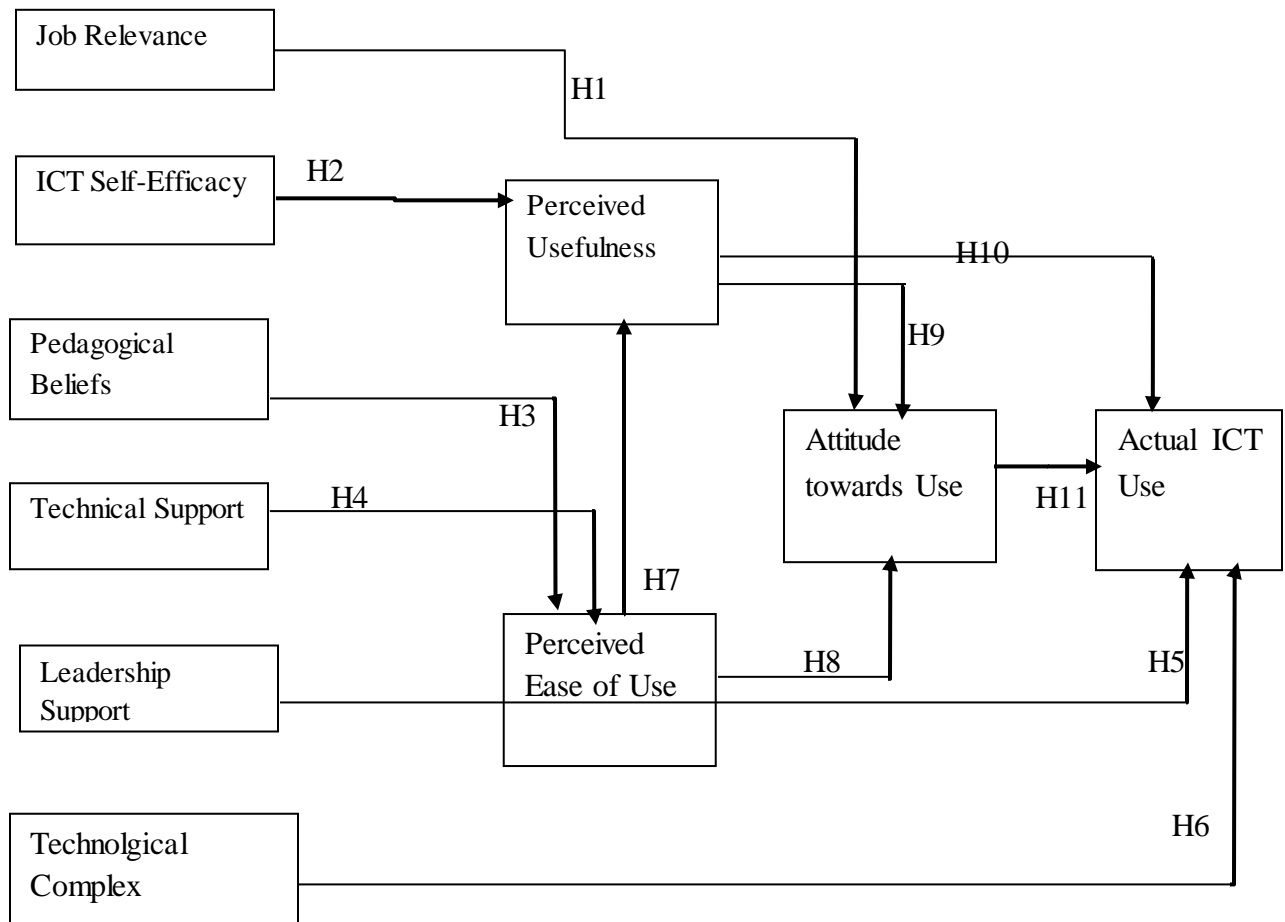 Job Relevance
H1
ICT Self-Efficacy
H2
Perceived
Usefulness
H10
H9
Pedagogical
Beliefs
H3
Attitude
towards Use
H11
Actual ICT
Use
Technical Support
H4
H7
Perceived
Ease of Use
H8
H5
Leadership
Support
H6
Technolgical
Complex